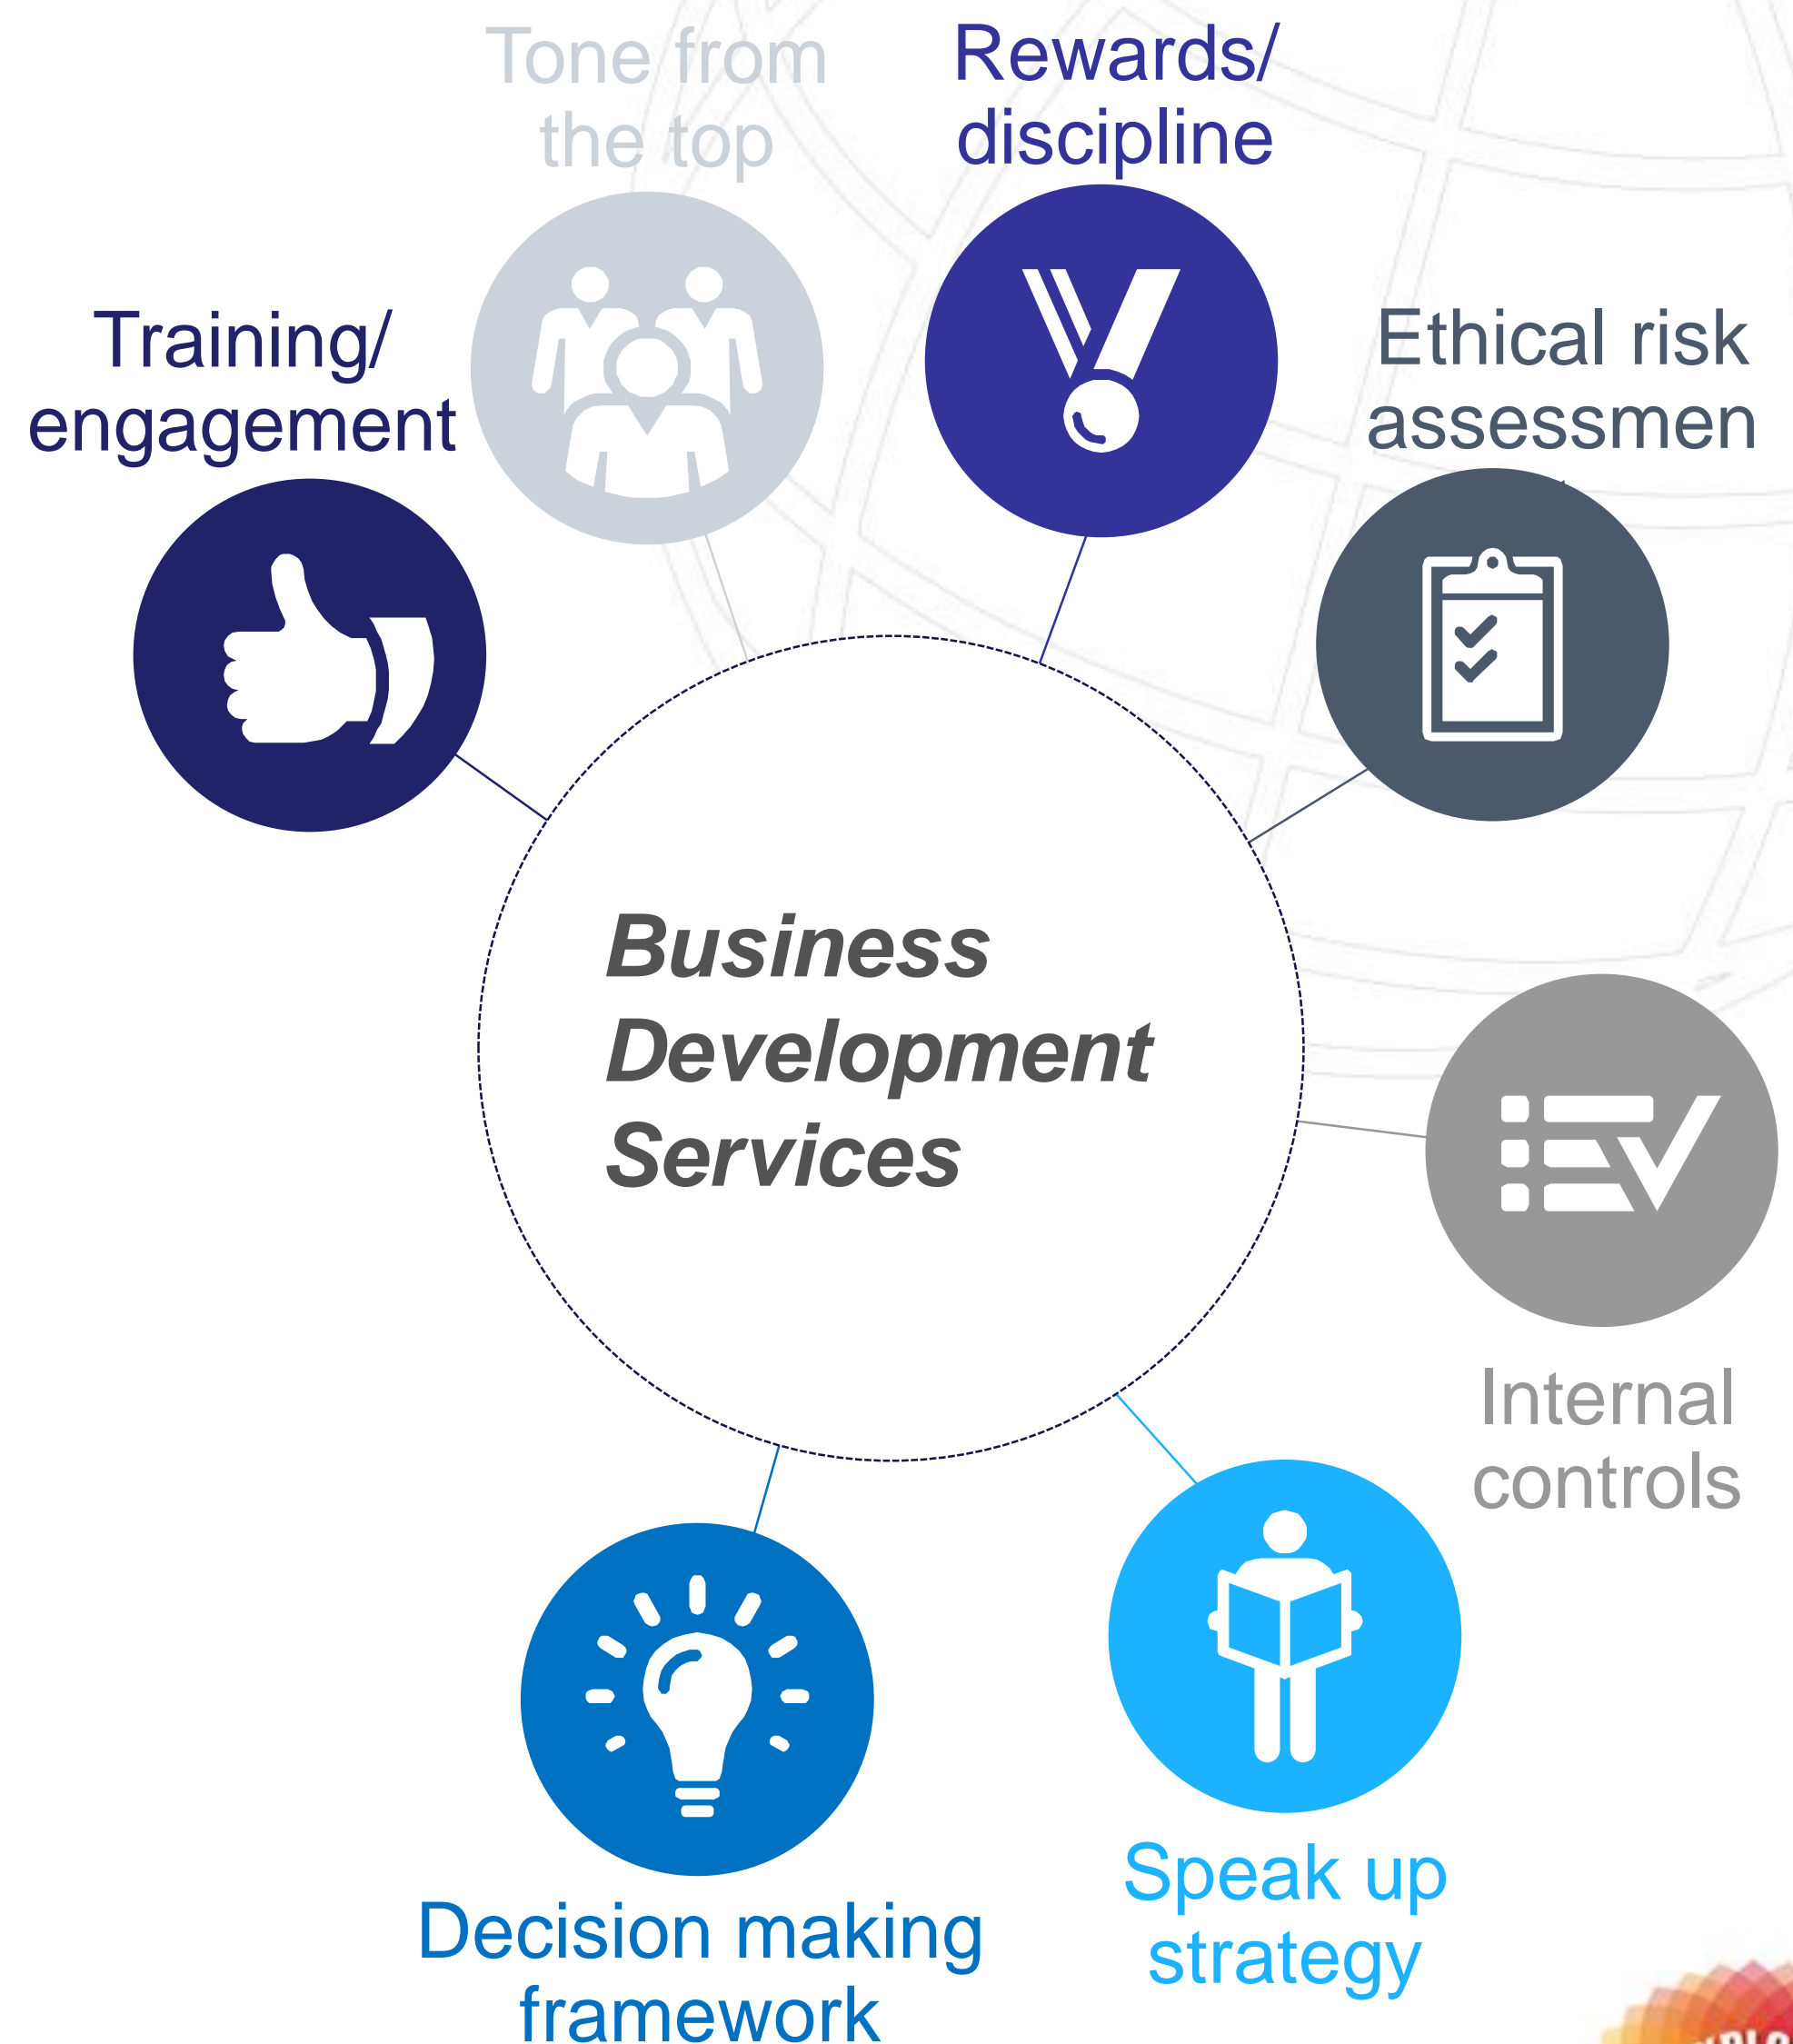 Tone from
the top
Rewards/
discipline
Training/
engagement
Ethical risk
assessmen
Business
Development
Services
Internal
controls
Speak up
strategy
Decision making
framework